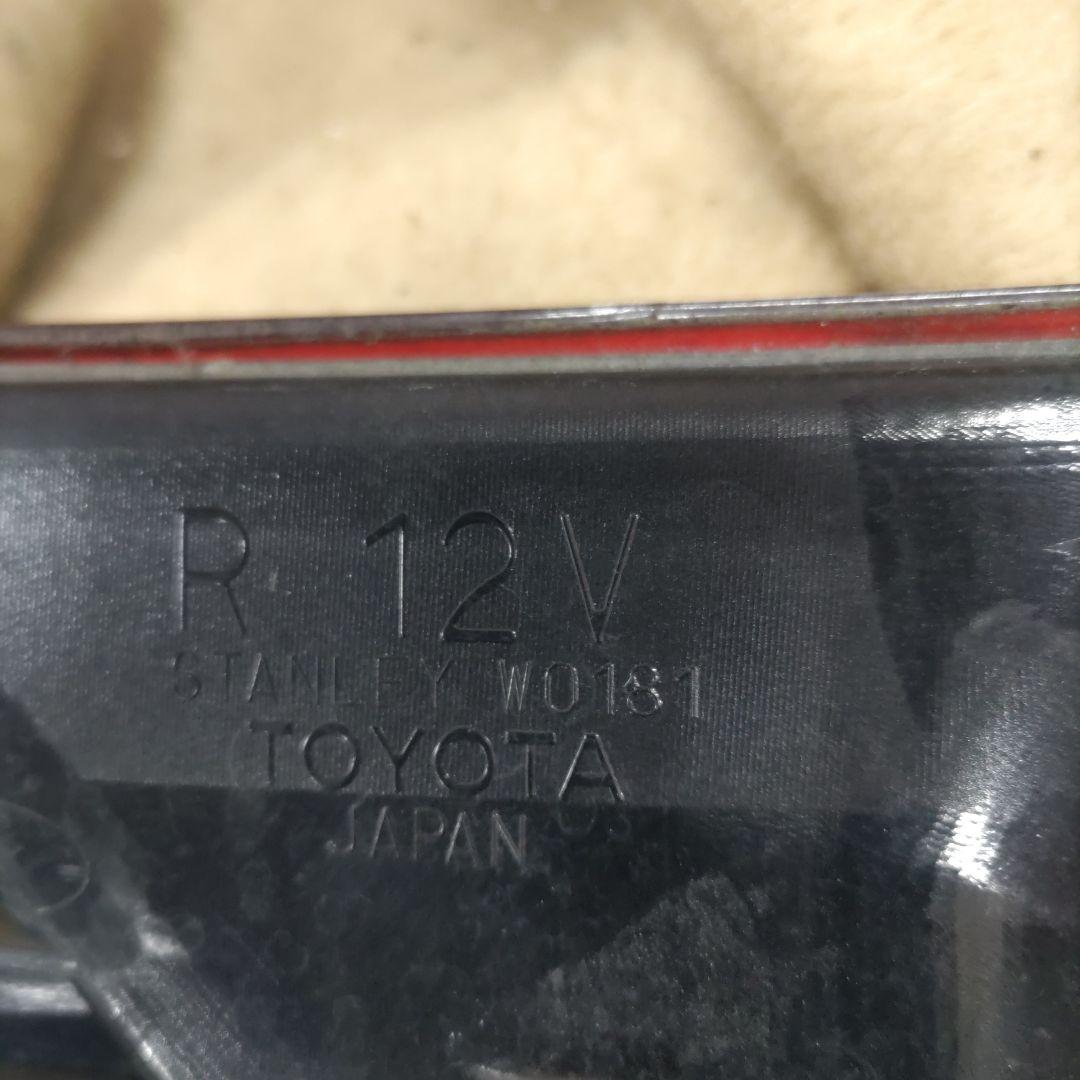 R 12V
STANLEY W0181
TOYOTA
JAPAN